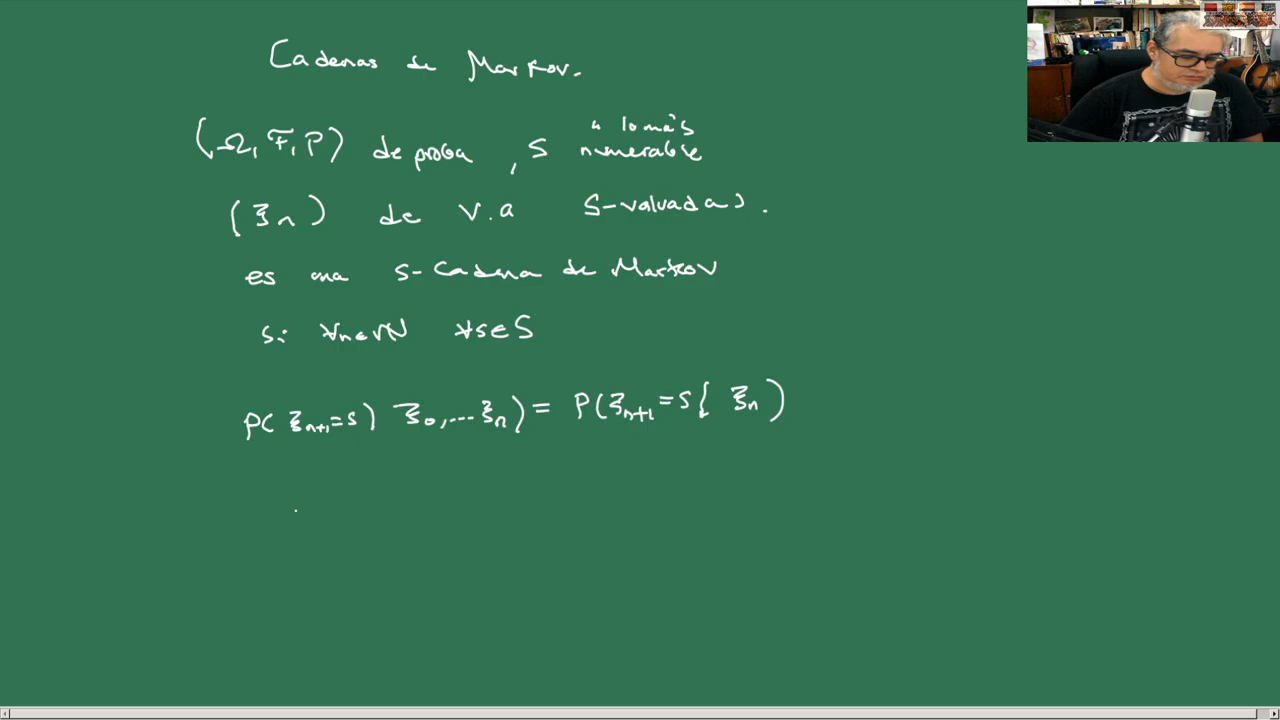 Cadenas de Markov.
(Ω, F, P) de proba, S a lo más numerable
(ξn) de v.a S-valuadas.
es una S-Cadena de Markov
si ∀n∈N ∀s∈S
P(ξn+1=s | ξ0,...ξn) = P(ξn+1=s | ξn)